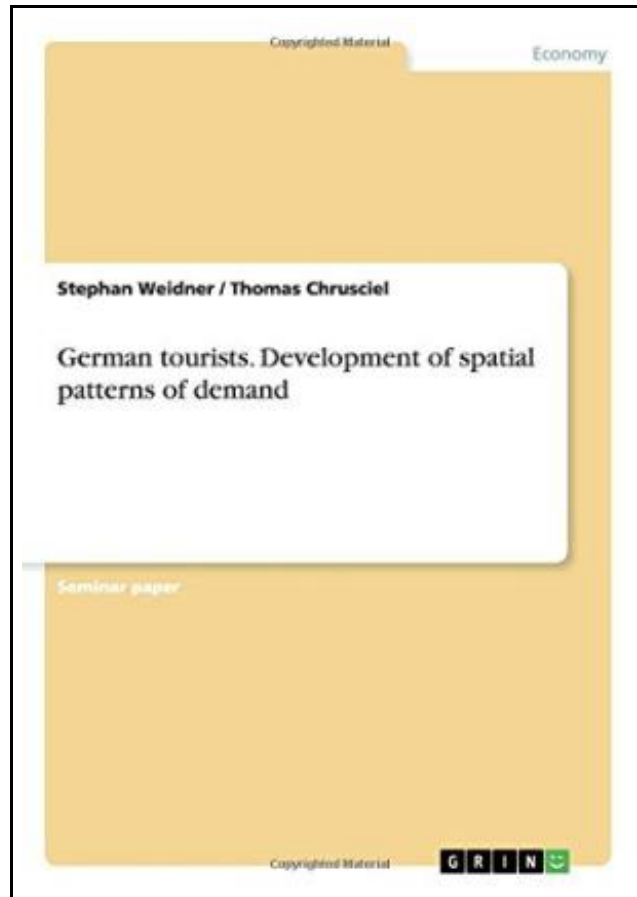 Copyrighted Material
Economy
Stephan Weidner / Thomas Chrusciel
German tourists. Development of spatial
patterns of demand
Seminar paper
Copyrighted Material
GRIN